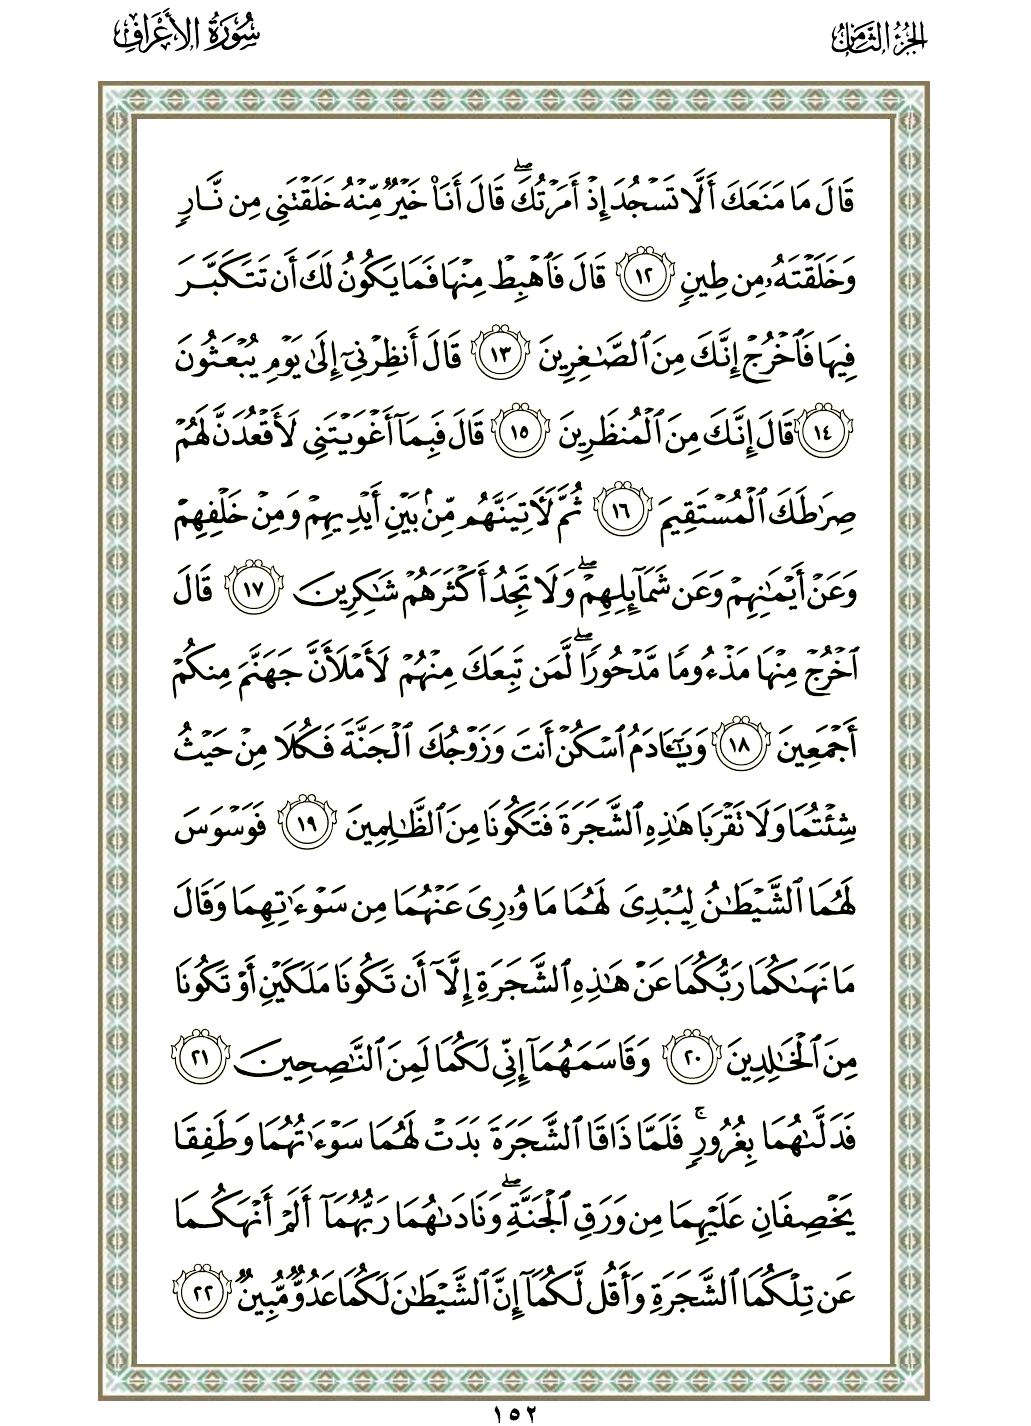 الجزء الثامن
سورة الأعراف
قَالَ مَا مَنَعَكَ أَلَّا تَسْجُدَ إِذْ أَمَرْتُكَ ۖ قَالَ أَنَا۠ خَيْرٌ مِّنْهُ خَلَقْتَنِى مِن نَّارٍ
وَخَلَقْتَهُۥ مِن طِينٍ ١٢ قَالَ فَٱهْبِطْ مِنْهَا فَمَا يَكُونُ لَكَ أَن تَتَكَبَّرَ
فِيهَا فَٱخْرُجْ إِنَّكَ مِنَ ٱلصَّـٰغِرِينَ ١٣ قَالَ أَنظِرْنِىٓ إِلَىٰ يَوْمِ يُبْعَثُونَ
١٤ قَالَ إِنَّكَ مِنَ ٱلْمُنظَرِينَ ١٥ قَالَ فَبِمَآ أَغْوَيْتَنِى لَأَقْعُدَنَّ لَهُمْ
صِرَٰطَكَ ٱلْمُسْتَقِيمَ ١٦ ثُمَّ لَـَٔاتِيَنَّهُم مِّنۢ بَيْنِ أَيْدِيهِمْ وَمِنْ خَلْفِهِمْ
وَعَنْ أَيْمَـٰنِهِمْ وَعَن شَمَآئِلِهِمْ ۖ وَلَا تَجِدُ أَكْثَرَهُمْ شَـٰكِرِينَ ١٧ قَالَ
ٱخْرُجْ مِنْهَا مَذْءُومًا مَّدْحُورًا ۖ لَّمَن تَبِعَكَ مِنْهُمْ لَأَمْلَأَنَّ جَهَنَّمَ مِنكُمْ
أَجْمَعِينَ ١٨ وَيَـٰٓـَٔادَمُ ٱسْكُنْ أَنتَ وَزَوْجُكَ ٱلْجَنَّةَ فَكُلَا مِنْ حَيْثُ
شِئْتُمَا وَلَا تَقْرَبَا هَـٰذِهِ ٱلشَّجَرَةَ فَتَكُونَا مِنَ ٱلظَّـٰلِمِينَ ١٩ فَوَسْوَسَ
لَهُمَا ٱلشَّيْطَـٰنُ لِيُبْدِىَ لَهُمَا مَا وُۥرِىَ عَنْهُمَا مِن سَوْءَٰتِهِمَا وَقَالَ
مَا نَهَىٰكُمَا رَبُّكُمَا عَنْ هَـٰذِهِ ٱلشَّجَرَةِ إِلَّآ أَن تَكُونَا مَلَكَيْنِ أَوْ تَكُونَا
مِنَ ٱلْخَـٰلِدِينَ ٢٠ وَقَاسَمَهُمَآ إِنِّى لَكُمَا لَمِنَ ٱلنَّـٰصِحِينَ ٢١
فَدَلَّىٰهُمَا بِغُرُورٍ ۚ فَلَمَّا ذَاقَا ٱلشَّجَرَةَ بَدَتْ لَهُمَا سَوْءَٰتُهُمَا وَطَفِقَا
يَخْصِفَانِ عَلَيْهِمَا مِن وَرَقِ ٱلْجَنَّةِ ۖ وَنَادَىٰهُمَا رَبُّهُمَآ أَلَمْ أَنْهَكُمَا
عَن تِلْكُمَا ٱلشَّجَرَةِ وَأَقُل لَّكُمَآ إِنَّ ٱلشَّيْطَـٰنَ لَكُمَا عَدُوٌّ مُّبِينٌ ٢٢
١٥٢